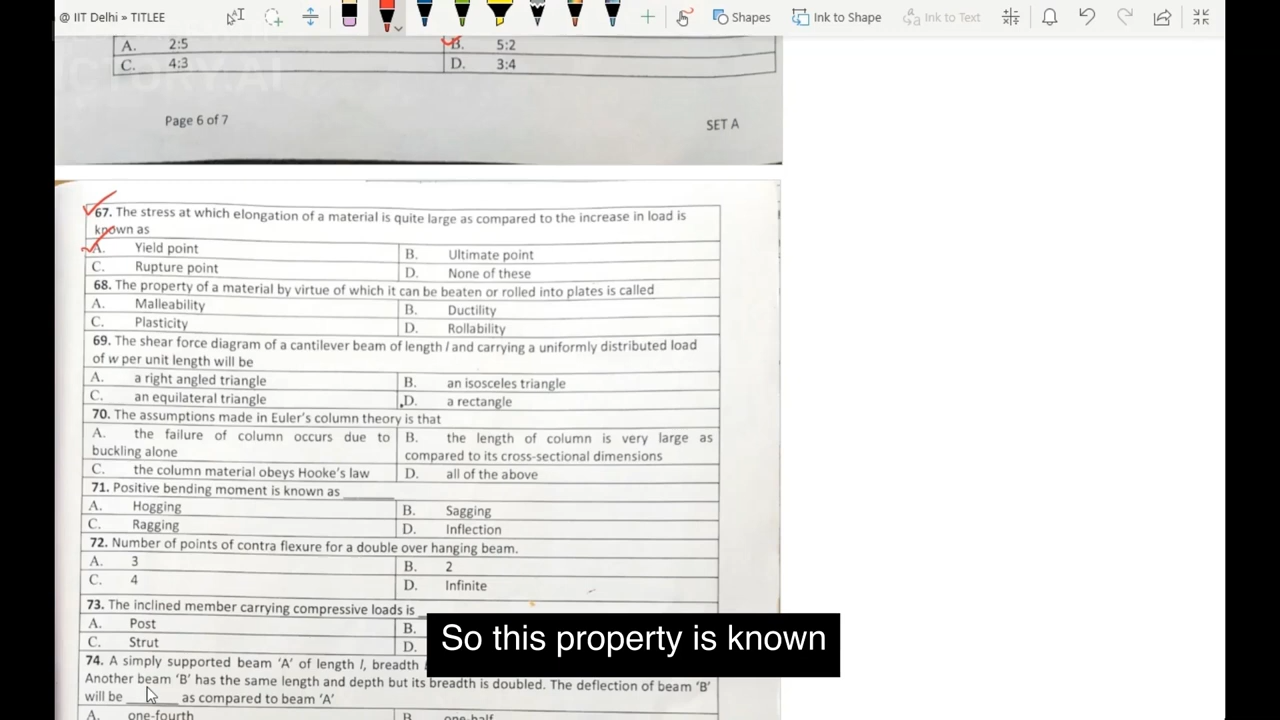 @ IIT Delhi » TITLEE
Shapes
Ink to Shape
Ink to Text
A. 2:5 B. 5:2
C. 4:3 D. 3:4
Page 6 of 7
SET A
67. The stress at which elongation of a material is quite large as compared to the increase in load is
known as
A. Yield point B. Ultimate point
C. Rupture point D. None of these
68. The property of a material by virtue of which it can be beaten or rolled into plates is called
A. Malleability B. Ductility
C. Plasticity D. Rollability
69. The shear force diagram of a cantilever beam of length l and carrying a uniformly distributed load
of w per unit length will be
A. a right angled triangle B. an isosceles triangle
C. an equilateral triangle D. a rectangle
70. The assumptions made in Euler's column theory is that
A. the failure of column occurs due to B. the length of column is very large as
buckling alone compared to its cross-sectional dimensions
C. the column material obeys Hooke's law D. all of the above
71. Positive bending moment is known as ______
A. Hogging B. Sagging
C. Ragging D. Inflection
72. Number of points of contra flexure for a double over hanging beam.
A. 3 B. 2
C. 4 D. Infinite
73. The inclined member carrying compressive loads is
A. Post B.
C. Strut D.
So this property is known
74. A simply supported beam 'A' of length l, breadth
Another beam 'B' has the same length and depth but its breadth is doubled. The deflection of beam 'B'
will be ______ as compared to beam 'A'
A. one-fourth B. one-half